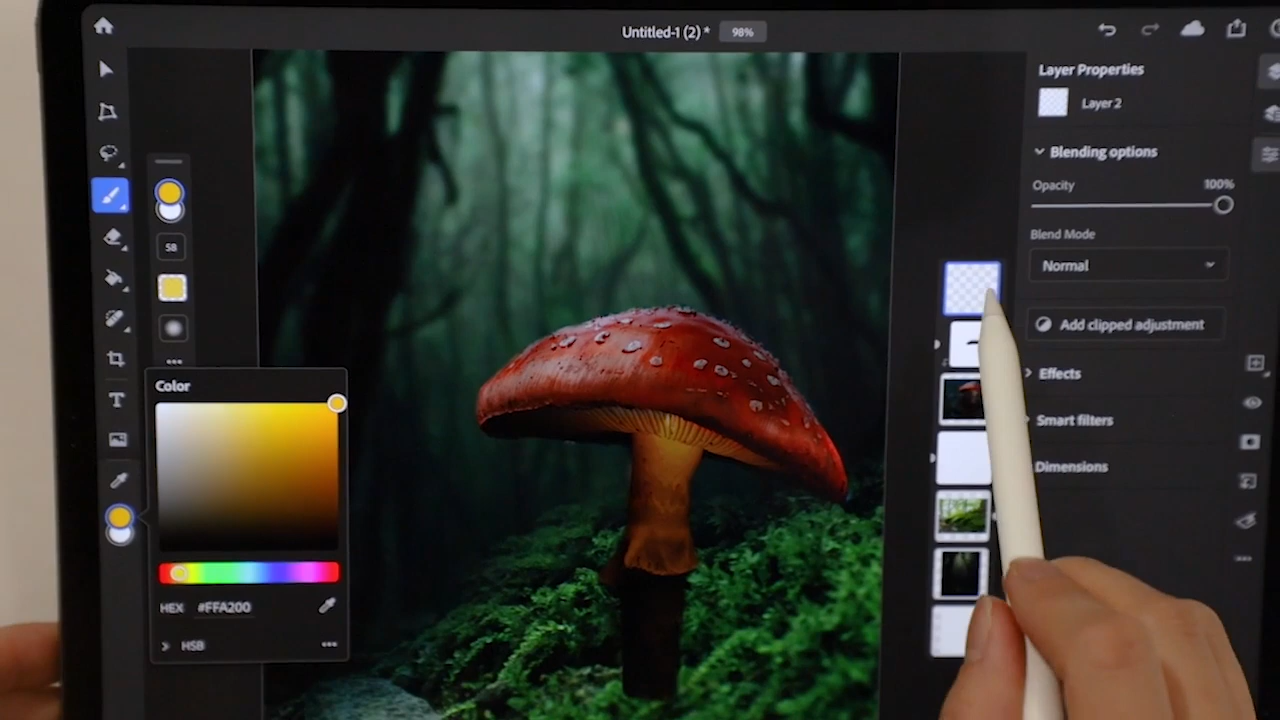 Untitled-1 (2) *
98%
Layer Properties
Layer 2
Blending options
Opacity
100%
Blend Mode
Normal
Add clipped adjustment
Effects
Smart filters
Dimensions
58
T
Color
HEX
#FFA200
HSB